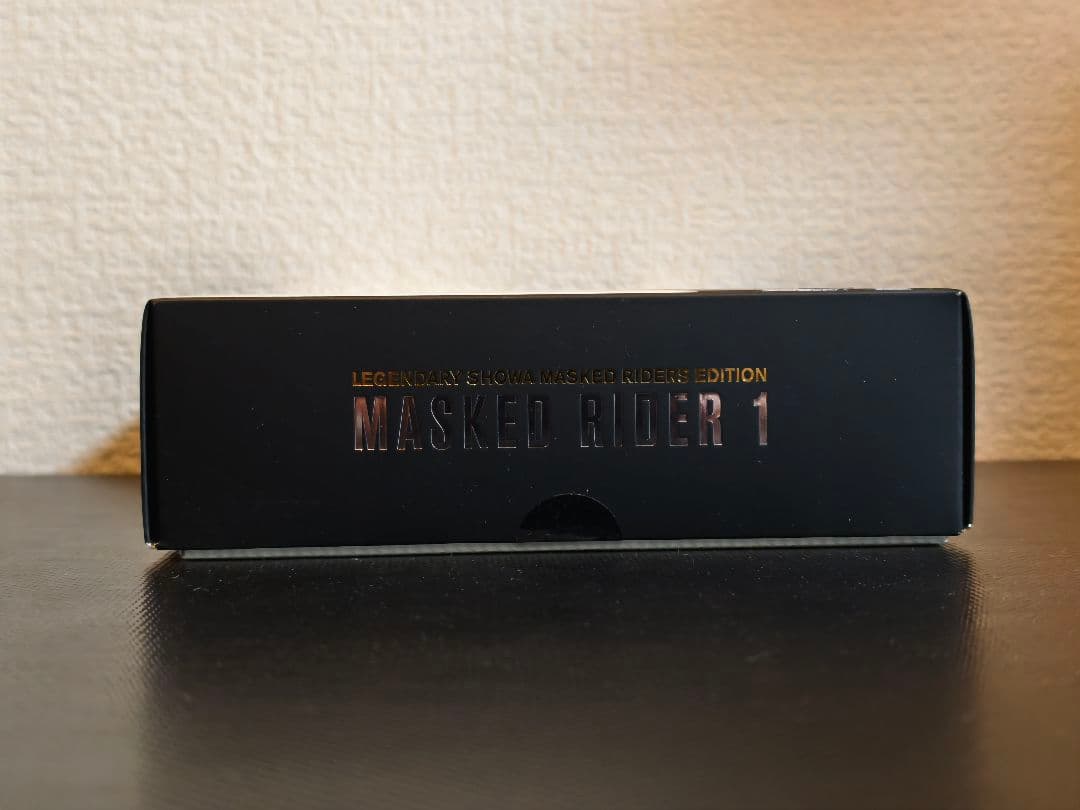 LEGENDARY SHOWA MASKED RIDERS EDITION
MASKED RIDER 1